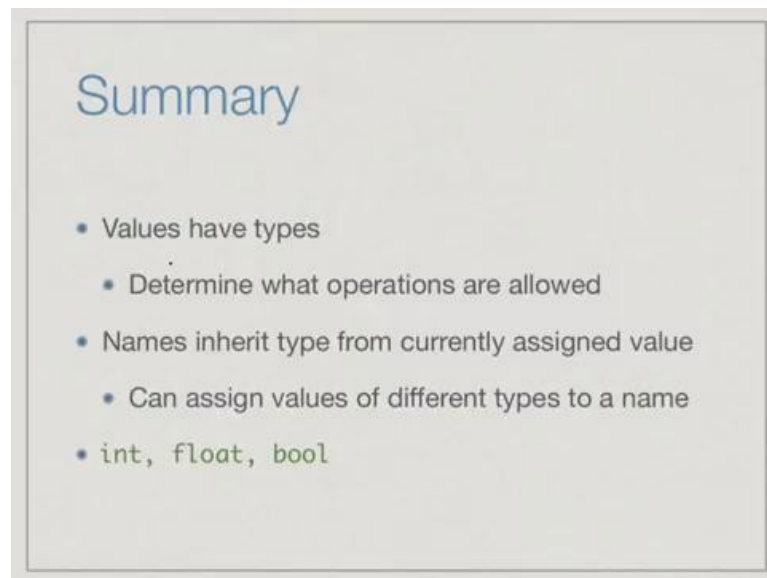 Summary
• Values have types
• Determine what operations are allowed
• Names inherit type from currently assigned value
• Can assign values of different types to a name
• int, float, bool